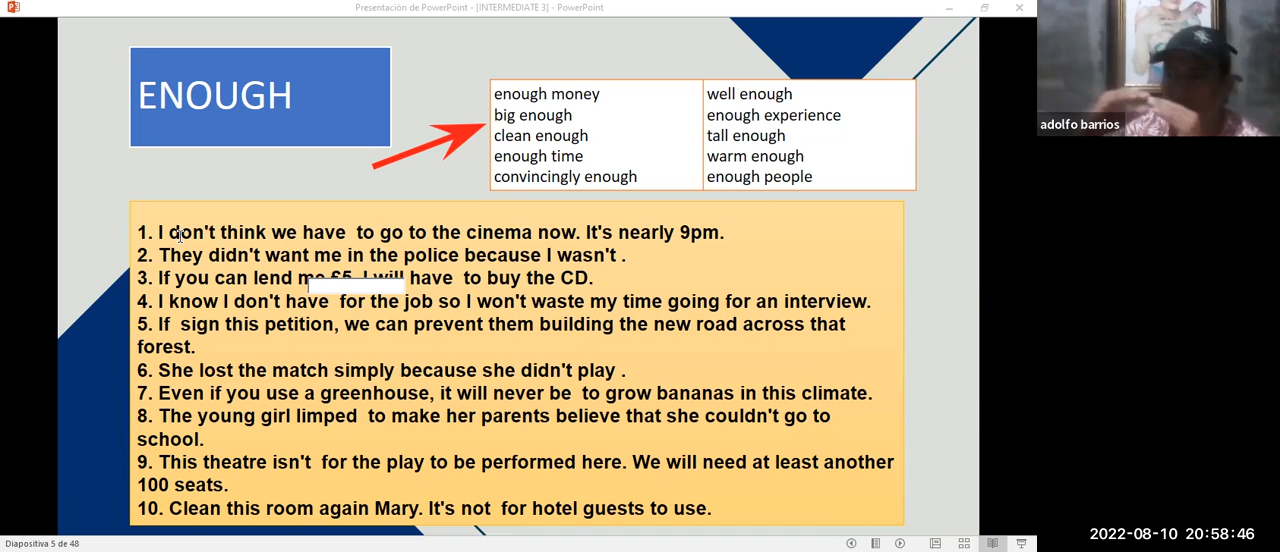 Presentación de PowerPoint - [INTERMEDIATE 3] - PowerPoint
ENOUGH
enough money
big enough
clean enough
enough time
convincingly enough
well enough
enough experience
tall enough
warm enough
enough people
adolfo barrios
1. I don't think we have  to go to the cinema now. It's nearly 9pm.
2. They didn't want me in the police because I wasn't .
3. If you can lend me £5, I will have  to buy the CD.
4. I know I don't have  for the job so I won't waste my time going for an interview.
5. If  sign this petition, we can prevent them building the new road across that
forest.
6. She lost the match simply because she didn't play .
7. Even if you use a greenhouse, it will never be  to grow bananas in this climate.
8. The young girl limped  to make her parents believe that she couldn't go to
school.
9. This theatre isn't  for the play to be performed here. We will need at least another
100 seats.
10. Clean this room again Mary. It's not  for hotel guests to use.
Diapositiva 5 de 48
2022-08-10 20:58:46